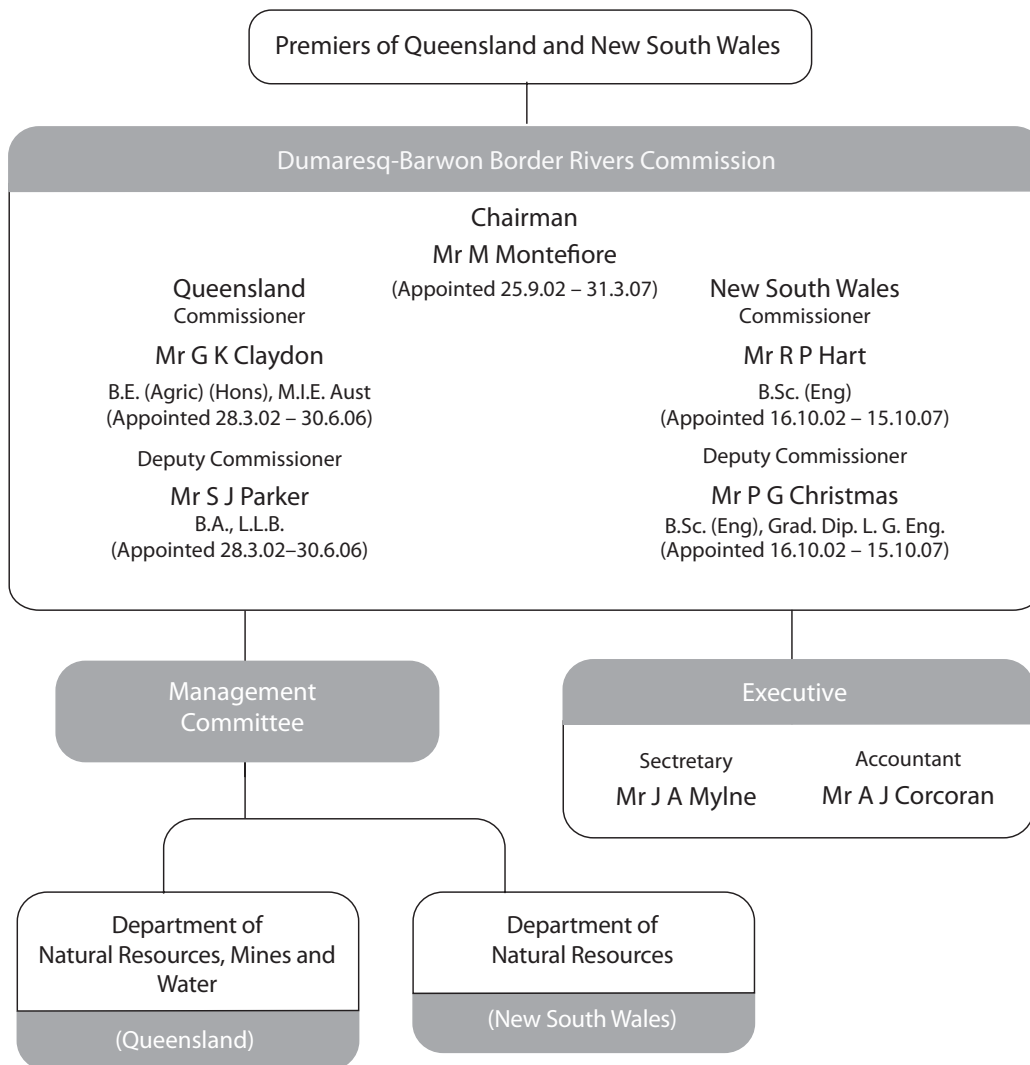 Premiers of Queensland and New South Wales
Dumaresq-Barwon Border Rivers Commission
Chairman
Mr M Montefiore
(Appointed 25.9.02 – 31.3.07)
Queensland
Commissioner
Mr G K Claydon
B.E. (Agric) (Hons), M.I.E. Aust
(Appointed 28.3.02 – 30.6.06)
Deputy Commissioner
Mr S J Parker
B.A., L.L.B.
(Appointed 28.3.02–30.6.06)
New South Wales
Commissioner
Mr R P Hart
B.Sc. (Eng)
(Appointed 16.10.02 – 15.10.07)
Deputy Commissioner
Mr P G Christmas
B.Sc. (Eng), Grad. Dip. L. G. Eng.
(Appointed 16.10.02 – 15.10.07)
Management
Committee
Executive
Sectretary
Mr J A Mylne
Accountant
Mr A J Corcoran
Department of
Natural Resources, Mines and
Water
(Queensland)
Department of
Natural Resources
(New South Wales)